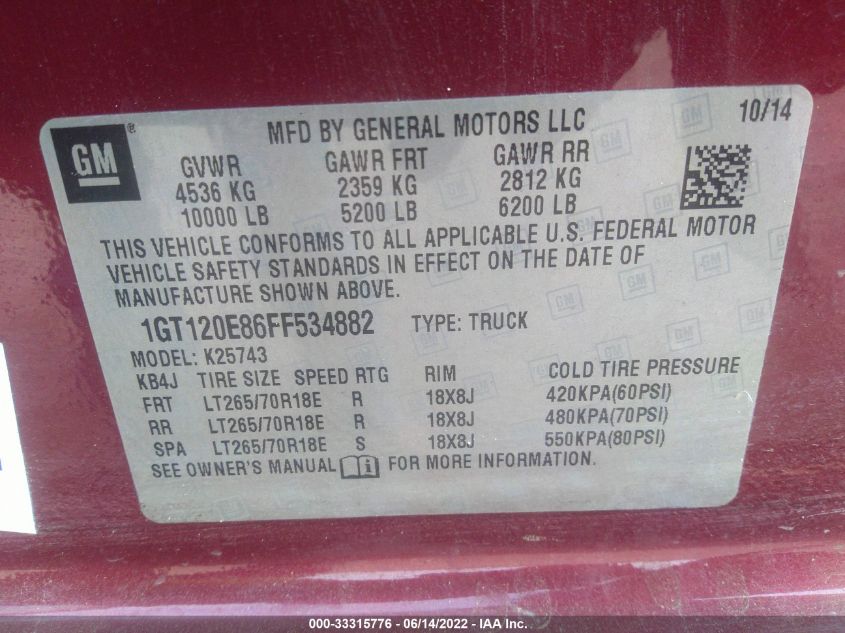 GM ® MFD BY GENERAL MOTORS LLC 10/14
GVWR GAWR FRT GAWR RR
4536 KG 2359 KG 2812 KG
10000 LB 5200 LB 6200 LB
THIS VEHICLE CONFORMS TO ALL APPLICABLE U.S. FEDERAL MOTOR
VEHICLE SAFETY STANDARDS IN EFFECT ON THE DATE OF
MANUFACTURE SHOWN ABOVE.
1GT120E86FF534882 TYPE: TRUCK
MODEL: K25743
KB4J TIRE SIZE SPEED RTG RIM COLD TIRE PRESSURE
FRT LT265/70R18E R 18X8J 420KPA(60PSI)
RR LT265/70R18E R 18X8J 480KPA(70PSI)
SPA LT265/70R18E S 18X8J 550KPA(80PSI)
SEE OWNER'S MANUAL FOR MORE INFORMATION.
000-33315776 - 06/14/2022 - IAA Inc.